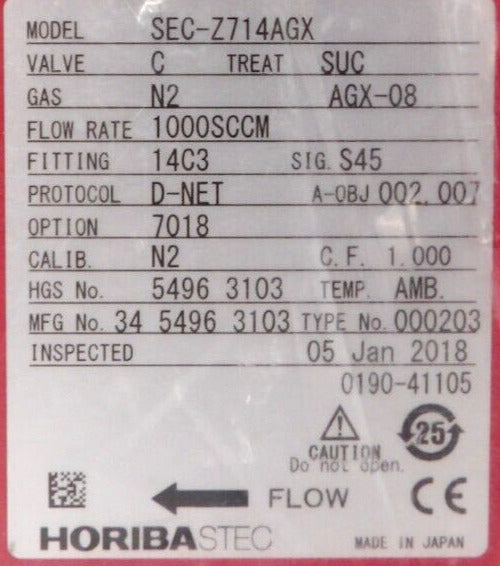 MODEL SEC-Z714AGX
VALVE C TREAT SUC
GAS N2 AGX-08
FLOW RATE 1000SCCM
FITTING 14C3 SIG. S45
PROTOCOL D-NET A-OBJ 002.007
OPTION 7018
CALIB. N2 C.F. 1.000
HGS No. 5496 3103 TEMP. AMB.
MFG No. 34 5496 3103 TYPE No. 000203
INSPECTED 05 Jan 2018
0190-41105
25
CAUTION
Do not open.
FLOW CE
HORIBASTEC MADE IN JAPAN